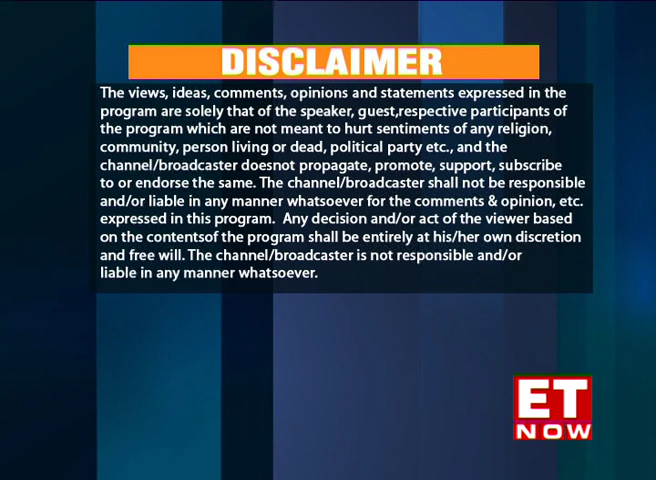 DISCLAIMER
The views, ideas, comments, opinions and statements expressed in the
program are solely that of the speaker, guest,respective participants of
the program which are not meant to hurt sentiments of any religion,
community, person living or dead, political party etc., and the
channel/broadcaster doesnot propagate, promote, support, subscribe
to or endorse the same. The channel/broadcaster shall not be responsible
and/or liable in any manner whatsoever for the comments & opinion, etc.
expressed in this program.  Any decision and/or act of the viewer based
on the contentsof the program shall be entirely at his/her own discretion
and free will. The channel/broadcaster is not responsible and/or
liable in any manner whatsoever.
ET
NOW